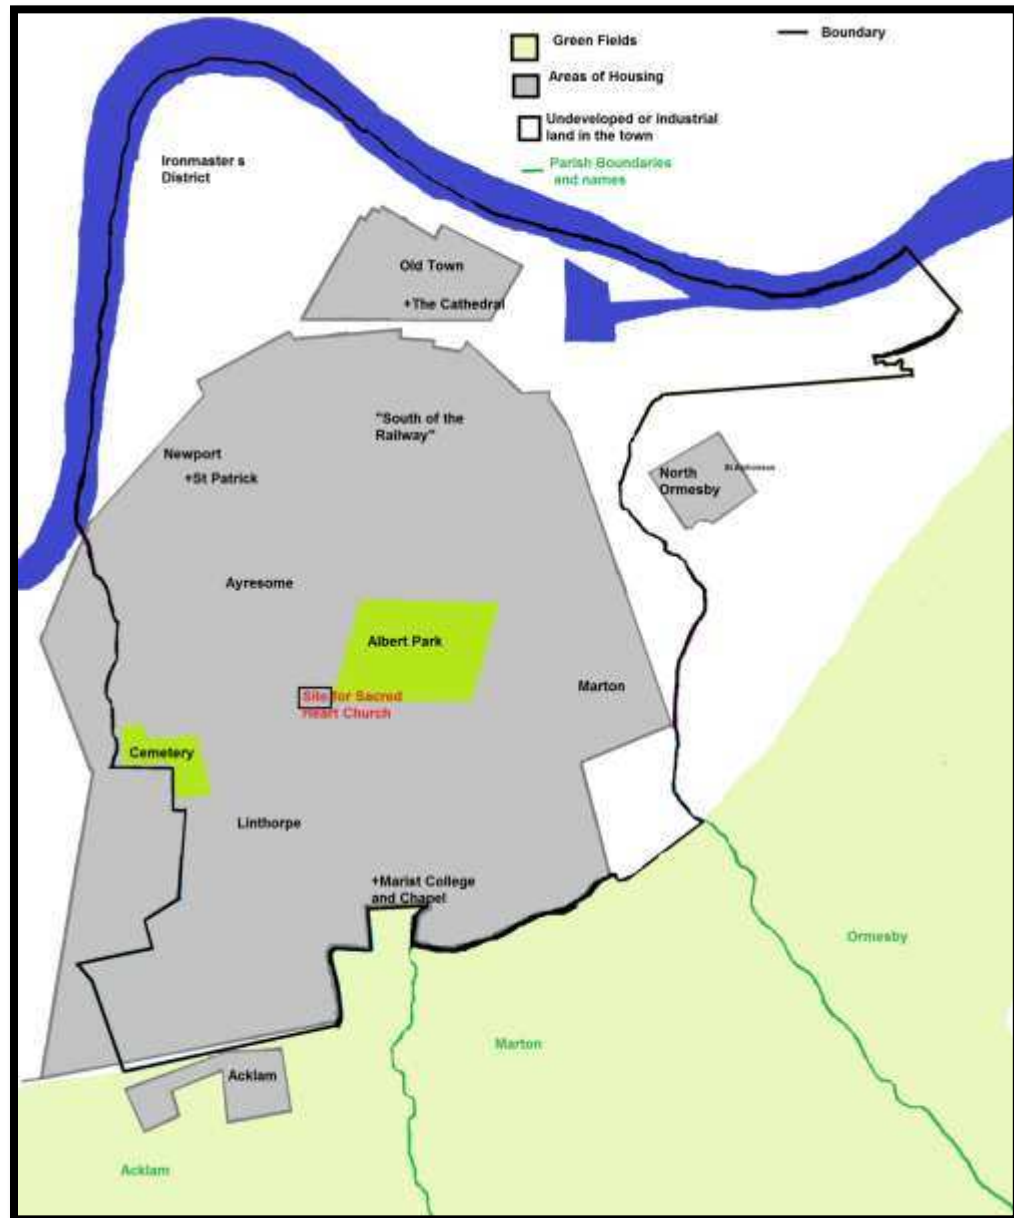 Green Fields
Boundary
Areas of Housing
Undeveloped or Industrial
land in the town
Parish Boundaries
and names
Ironmaster s
District
Old Town
+The Cathedral
"South of the
Railway"
Newport
+St Patrick
North
Ormesby
Ayresome
Albert Park
Marton
Site for Sacred
Heart Church
Cemetery
Linthorpe
+Marist College
and Chapel
Ormesby
Marton
Acklam
Acklam